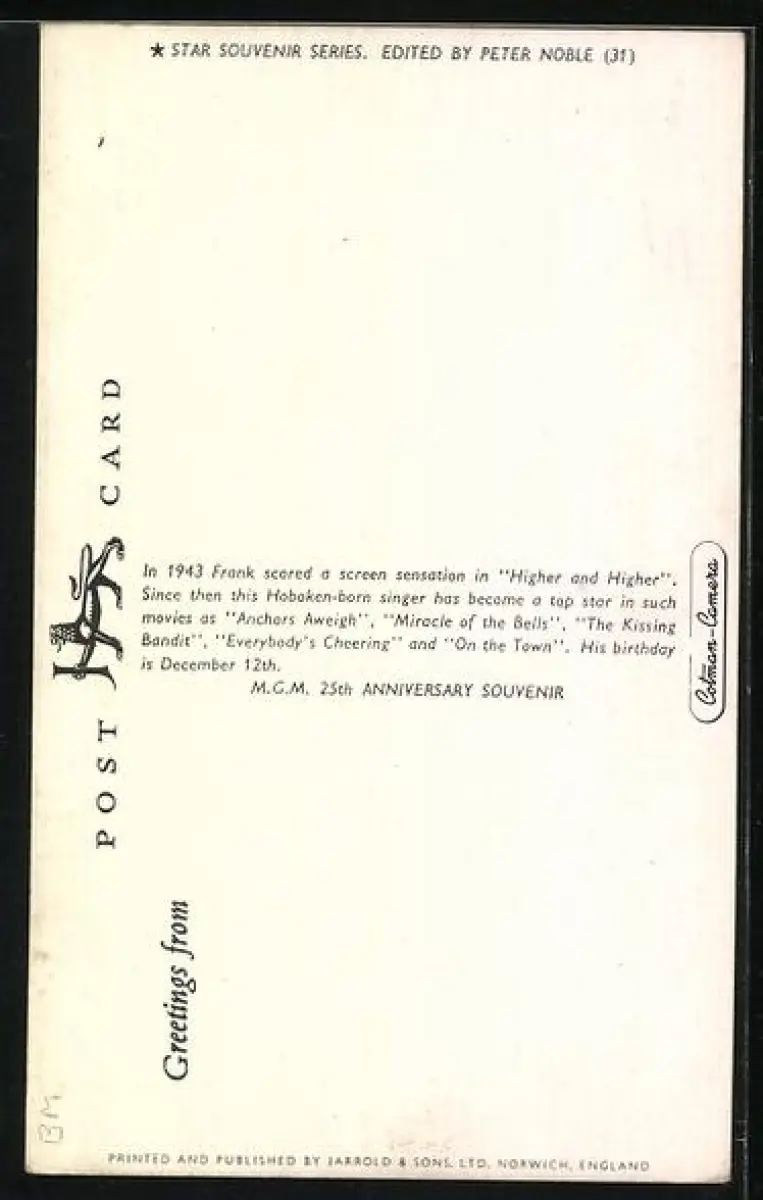 ★ STAR SOUVENIR SERIES. EDITED BY PETER NOBLE (31)
POST CARD
In 1943 Frank scored a screen sensation in "Higher and Higher".
Since then this Hoboken-born singer has become a top star in such
movies as "Anchors Aweigh", "Miracle of the Bells", "The Kissing
Bandit", "Everybody's Cheering" and "On the Town". His birthday
is December 12th.
M.G.M. 25th ANNIVERSARY SOUVENIR
Cotman-Camera
Greetings from
BM
PRINTED AND PUBLISHED BY JARROLD & SONS. LTD. NORWICH, ENGLAND